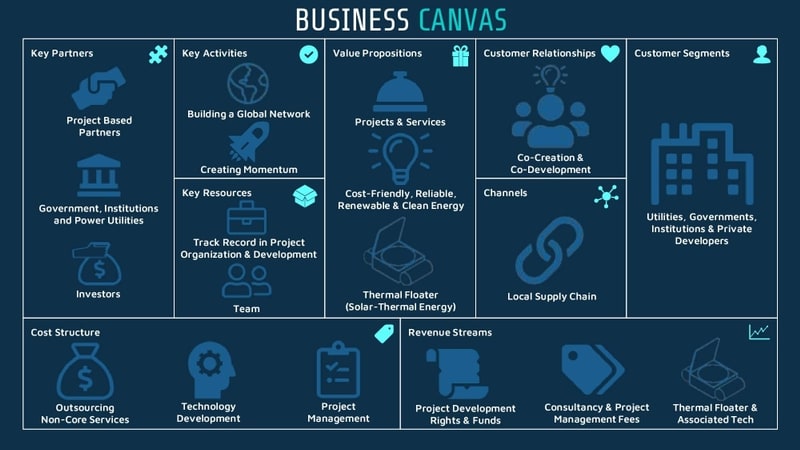 BUSINESS CANVAS
Key Partners
Project Based
Partners
Government, Institutions
and Power Utilities
$
Investors
Key Activities
Building a Global Network
Creating Momentum
Key Resources
Track Record in Project
Organization & Development
Team
Value Propositions
Projects & Services
Cost-Friendly, Reliable,
Renewable & Clean Energy
Thermal Floater
(Solar-Thermal Energy)
Customer Relationships
Co-Creation &
Co-Development
Channels
Local Supply Chain
Customer Segments
Utilities, Governments,
Institutions & Private
Developers
Cost Structure
$
Outsourcing
Non-Core Services
Technology
Development
Project
Management
Revenue Streams
Project Development
Rights & Funds
Consultancy & Project
Management Fees
Thermal Floater &
Associated Tech